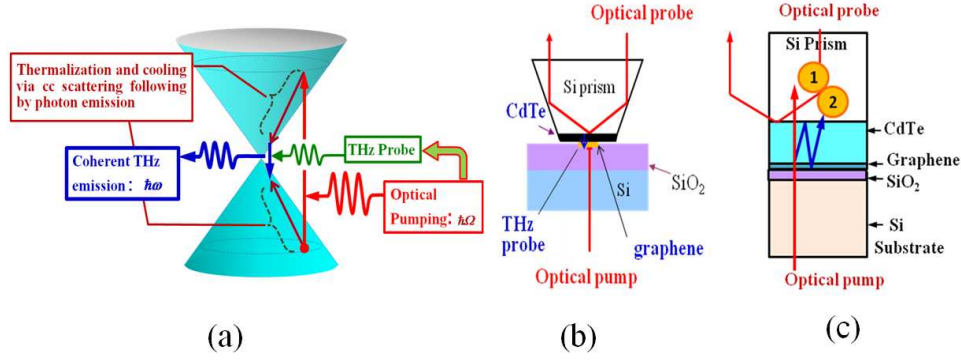 Thermalization and cooling
via cc scattering following
by photon emission
Coherent THz
emission: ħω
THz Probe
Optical
Pumping: ħΩ
(a)
Optical probe
Si prism
CdTe
SiO2
Si
THz
probe
graphene
Optical pump
(b)
Optical probe
Si Prism
1
2
CdTe
Graphene
SiO2
Si
Substrate
Optical pump
(c)